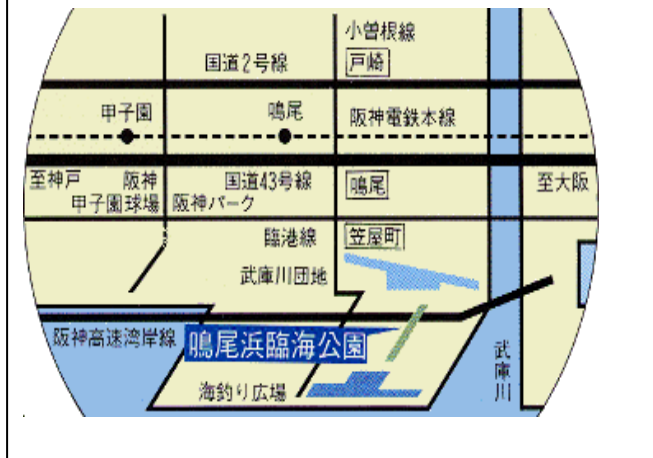 小曽根線
国道2号線
戸崎
甲子園
鳴尾
阪神電鉄本線
至神戸
阪神
甲子園球場
国道43号線
阪神パーク
鳴尾
至大阪
臨港線
笠屋町
武庫川団地
阪神高速湾岸線
鳴尾浜臨海公園
武庫川
海釣り広場